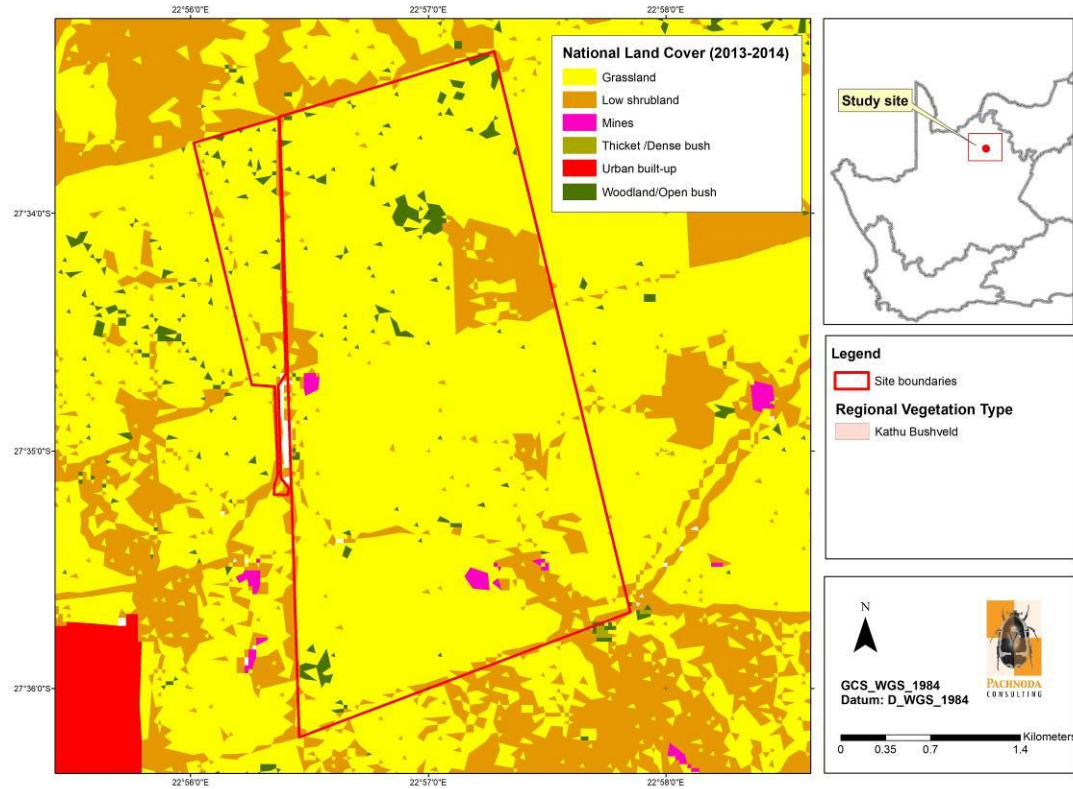 22°56'0"E
22°57'0"E
22°58'0"E
27°34'0"S
27°35'0"S
27°36'0"S
22°56'0"E
22°57'0"E
22°58'0"E
National Land Cover (2013-2014)
Grassland
Low shrubland
Mines
Thicket /Dense bush
Urban built-up
Woodland/Open bush
Study site
Legend
Site boundaries
Regional Vegetation Type
Kathu Bushveld
N
PACHNODA
CONSULTING
GCS_WGS_1984
Datum: D_WGS_1984
Kilometers
0 0.35 0.7 1.4